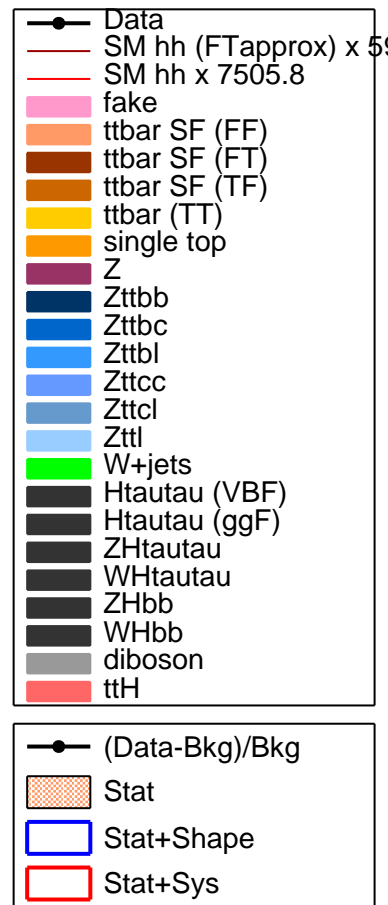 Data
SM hh (FTapprox) x 59
SM hh x 7505.8
fake
ttbar SF (FF)
ttbar SF (FT)
ttbar SF (TF)
ttbar (TT)
single top
Z
Zttbb
Zttbc
Zttbl
Zttcc
Zttcl
Zttl
W+jets
Htautau (VBF)
Htautau (ggF)
ZHtautau
WHtautau
ZHbb
WHbb
diboson
ttH
(Data-Bkg)/Bkg
Stat
Stat+Shape
Stat+Sys